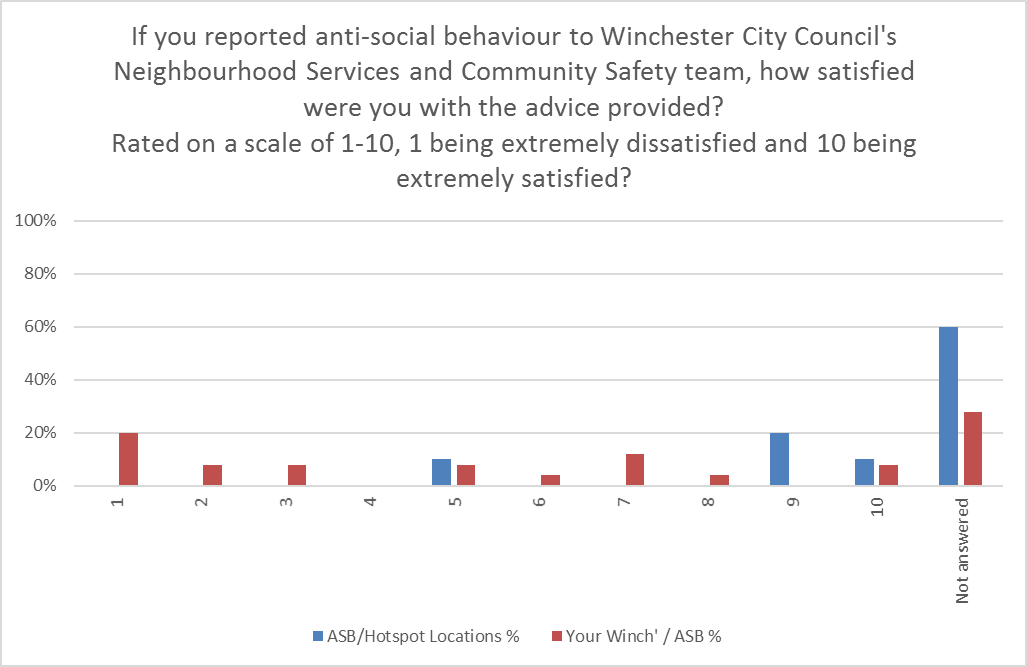 If you reported anti-social behaviour to Winchester City Council's
Neighbourhood Services and Community Safety team, how satisfied
were you with the advice provided?
Rated on a scale of 1-10, 1 being extremely dissatisfied and 10 being
extremely satisfied?
100%
80%
60%
40%
20%
0%
1
2
3
4
5
6
7
8
9
10
Not answered
ASB/Hotspot Locations %
Your Winch' / ASB %